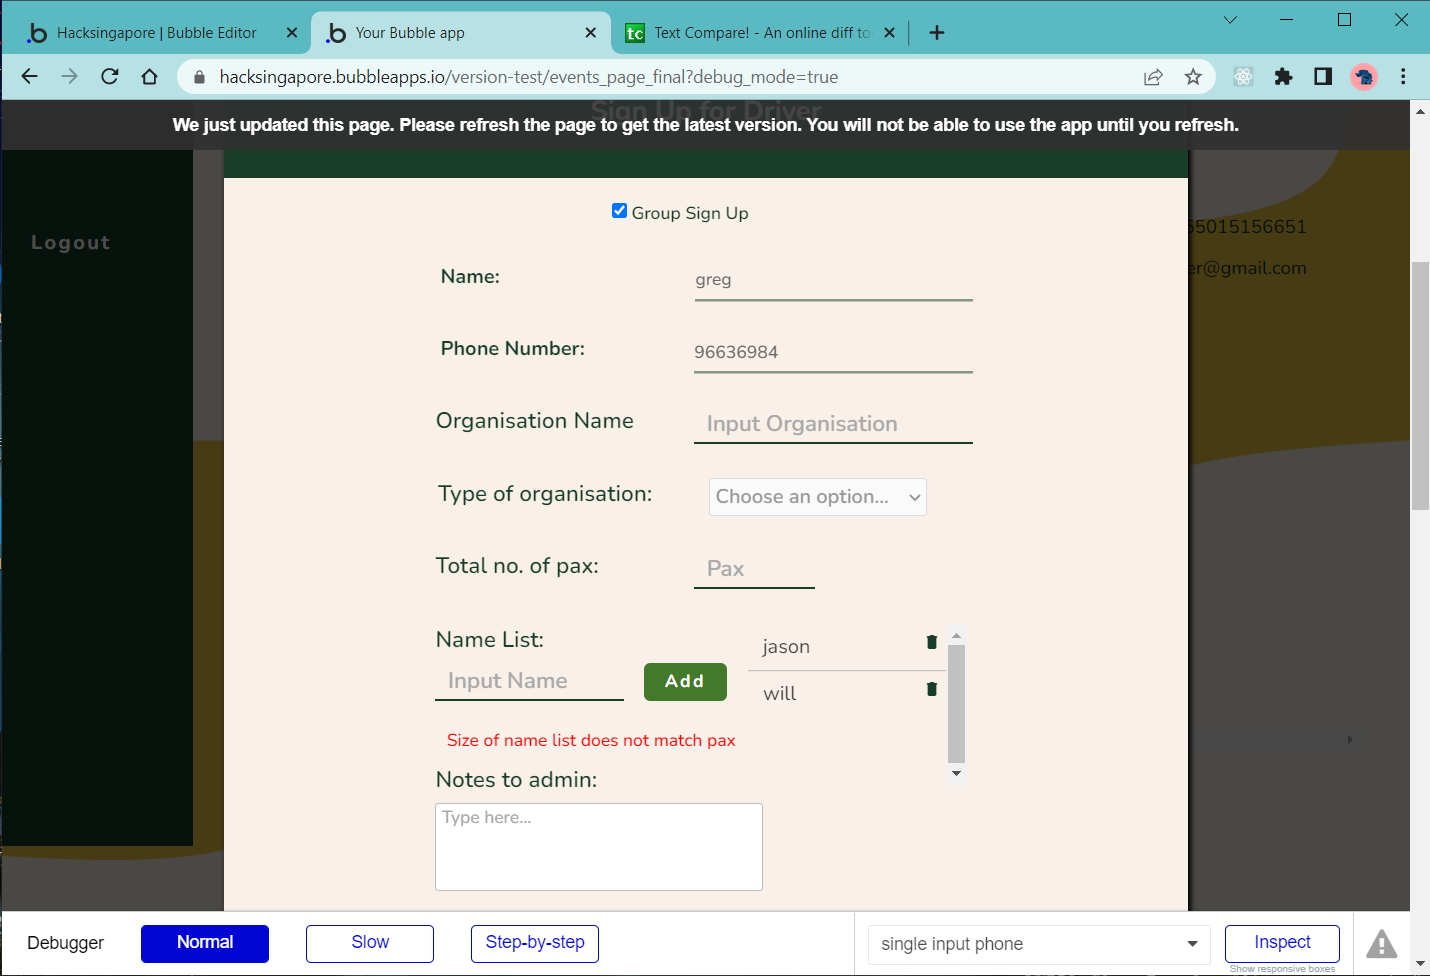 Hacksingapore | Bubble Editor
Your Bubble app
tc Text Compare! - An online diff to
hacksingapore.bubbleapps.io/version-test/events_page_final?debug_mode=true
Sign Up for Driver
We just updated this page. Please refresh the page to get the latest version. You will not be able to use the app until you refresh.
Logout
55015156651
er@gmail.com
Group Sign Up
Name:
greg
Phone Number:
96636984
Organisation Name
Input Organisation
Type of organisation:
Choose an option...
Total no. of pax:
Pax
Name List:
jason
Input Name
Add
will
Size of name list does not match pax
Notes to admin:
Type here...
Debugger
Normal
Slow
Step-by-step
single input phone
Inspect
Show responsive boxes